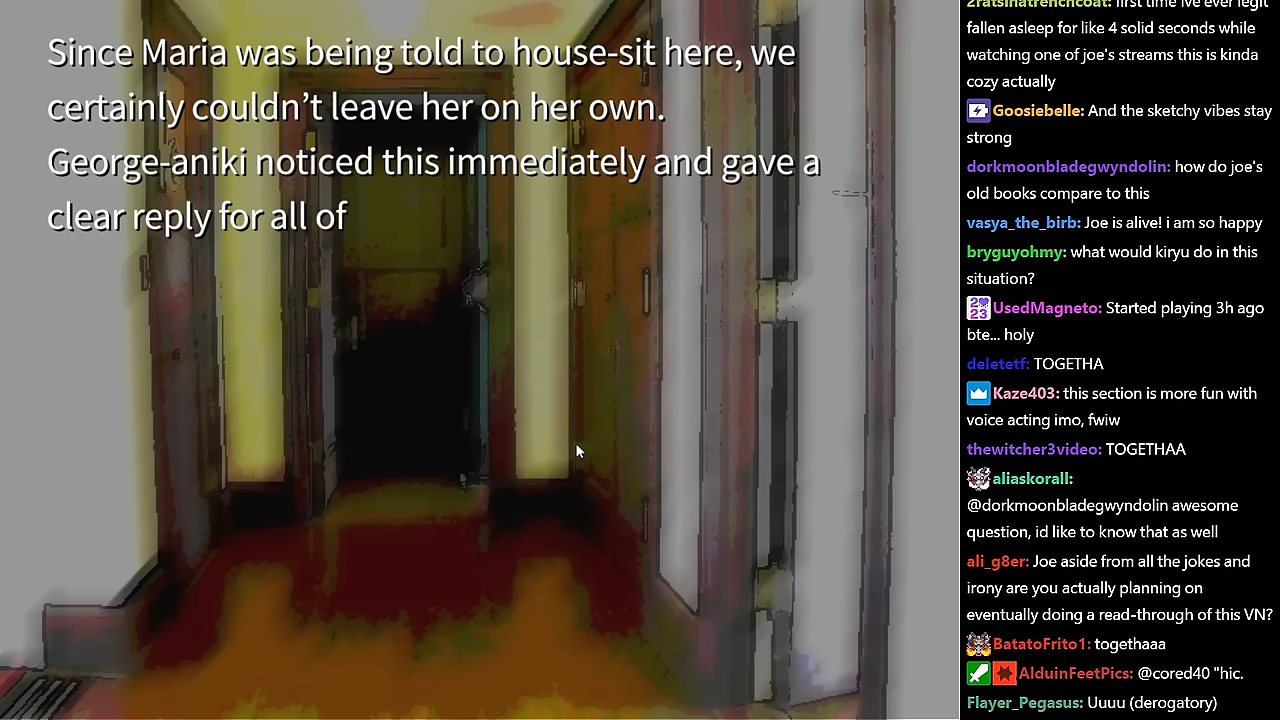 Since Maria was being told to house-sit here, we
certainly couldn’t leave her on her own.
George-aniki noticed this immediately and gave a
clear reply for all of
2ratsinatrenchcoat: first time ive ever legit
fallen asleep for like 4 solid seconds while
watching one of joe's streams this is kinda
cozy actually
Goosiebelle: And the sketchy vibes stay
strong
dorkmoonbladegwyndolin: how do joe's
old books compare to this
vasya_the_birb: Joe is alive! i am so happy
bryguyohmy: what would kiryu do in this
situation?
UsedMagneto: Started playing 3h ago
bte... holy
deletetf: TOGETHA
Kaze403: this section is more fun with
voice acting imo, fwiw
thewitcher3video: TOGETHAA
aliaskorall:
@dorkmoonbladegwyndolin awesome
question, id like to know that as well
ali_g8er: Joe aside from all the jokes and
irony are you actually planning on
eventually doing a read-through of this VN?
BatatoFrito1: togethaaa
AlduinFeetPics: @cored40 "hic.
Flayer_Pegasus: Uuuu (derogatory)